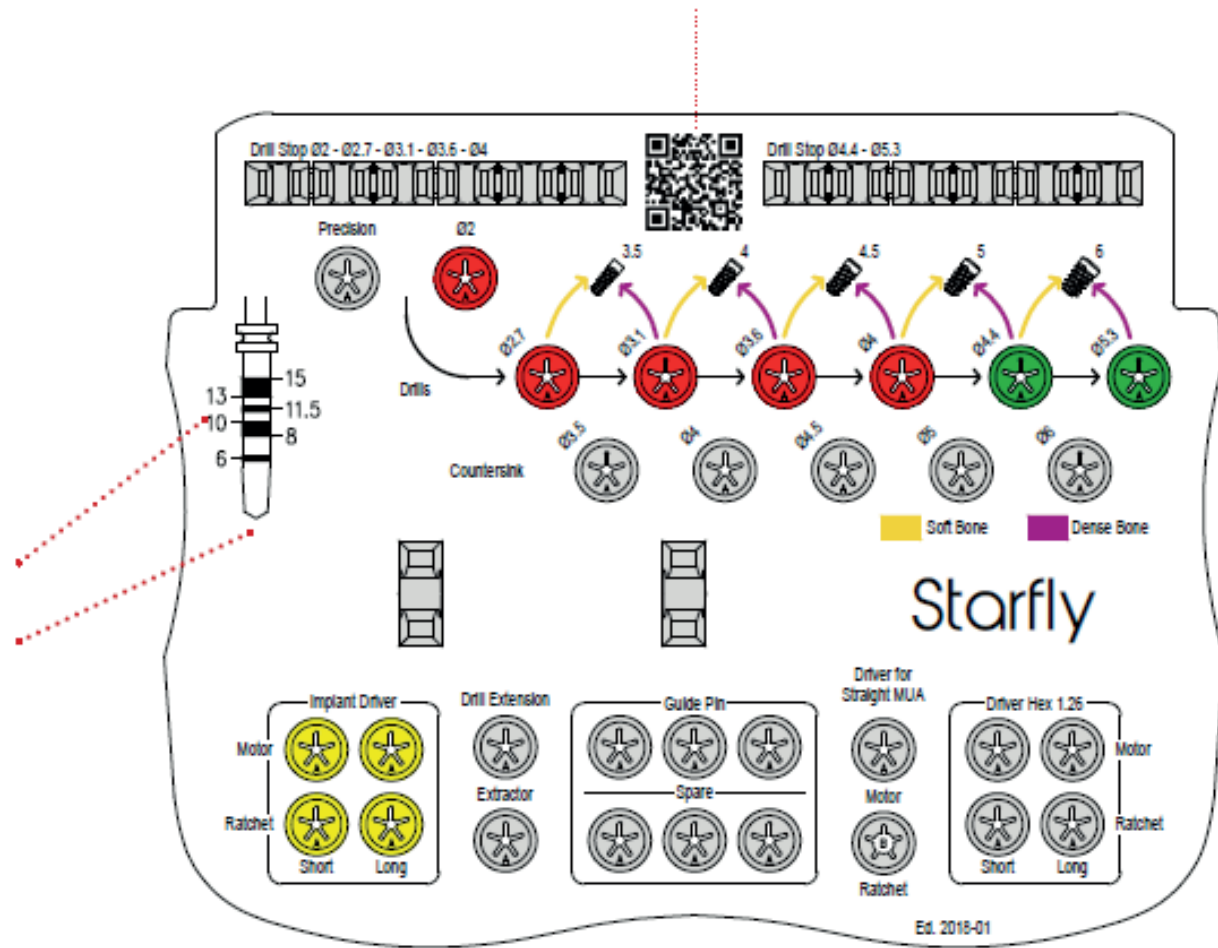 Drill Stop Ø2 - Ø2.7 - Ø3.1 - Ø3.6 - Ø4
Drill Stop Ø4.4 - Ø5.3
Precision
Ø2
3.5
4
4.5
5
6
Ø2.7
Ø3.1
Ø3.6
Ø4
Ø4.4
Ø5.3
Drills
15
13
11.5
10
8
6
Countersink
Ø3.5
Ø4
Ø4.5
Ø5
Ø6
Soft Bone
Dense Bone
Starfly
Implant Driver
Motor
Ratchet
Short
Long
Drill Extension
Extractor
Guide Pin
Spare
Driver for
Straight MUA
Motor
B
Ratchet
Driver Hex 1.26
Motor
Ratchet
Short
Long
Ed. 2018-01